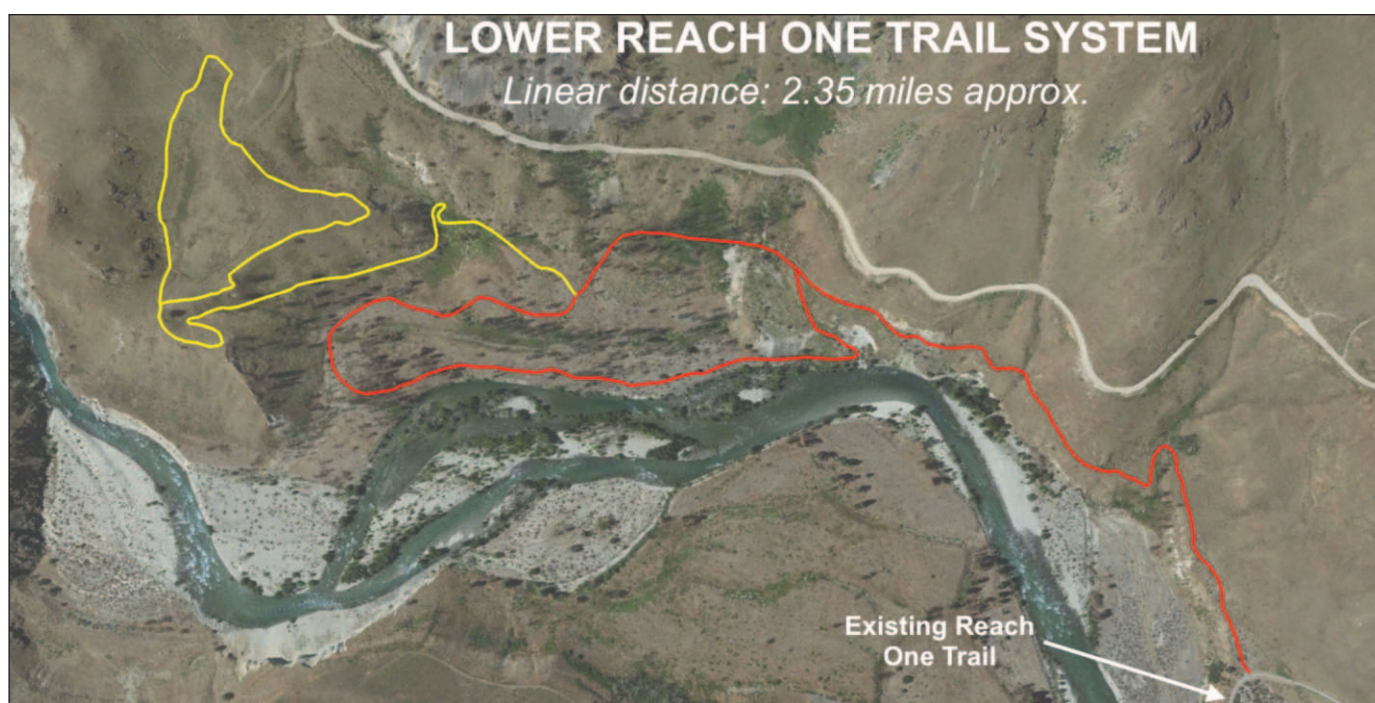 LOWER REACH ONE TRAIL SYSTEM
Linear distance: 2.35 miles approx.
Existing Reach
One Trail